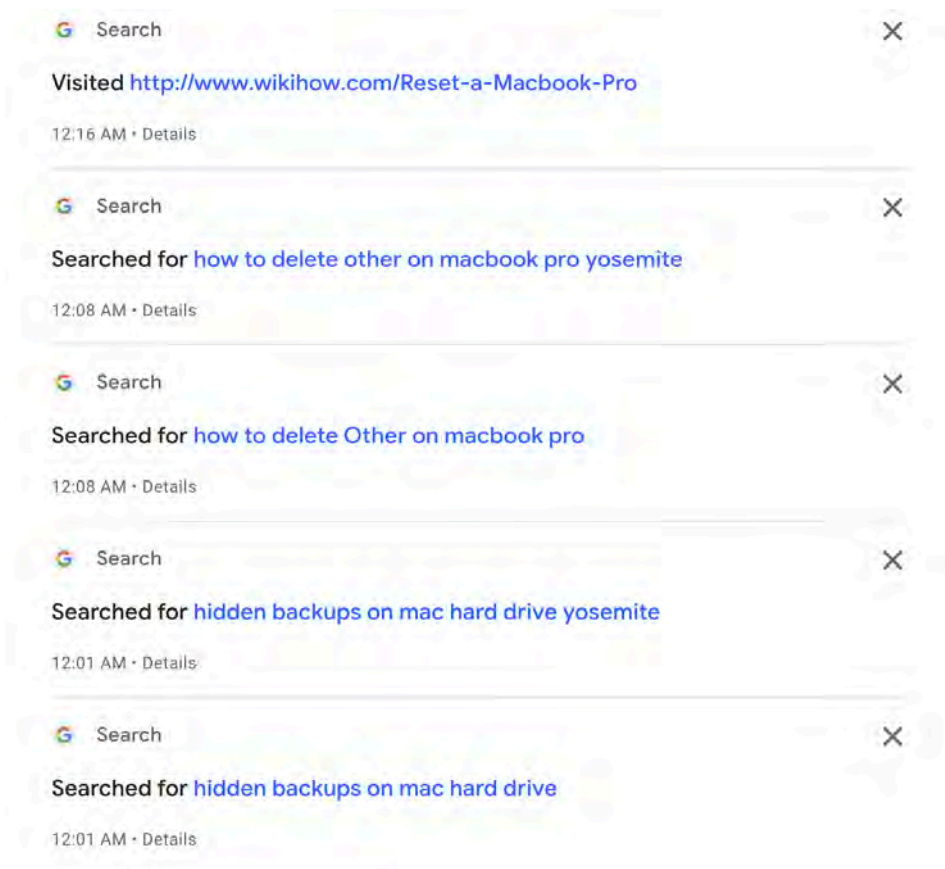 Search
Visited http://www.wikihow.com/Reset-a-Macbook-Pro
12:16 AM • Details
Search
Searched for how to delete other on macbook pro yosemite
12:08 AM • Details
Search
Searched for how to delete Other on macbook pro
12:08 AM • Details
Search
Searched for hidden backups on mac hard drive yosemite
12:01 AM • Details
Search
Searched for hidden backups on mac hard drive
12:01 AM • Details